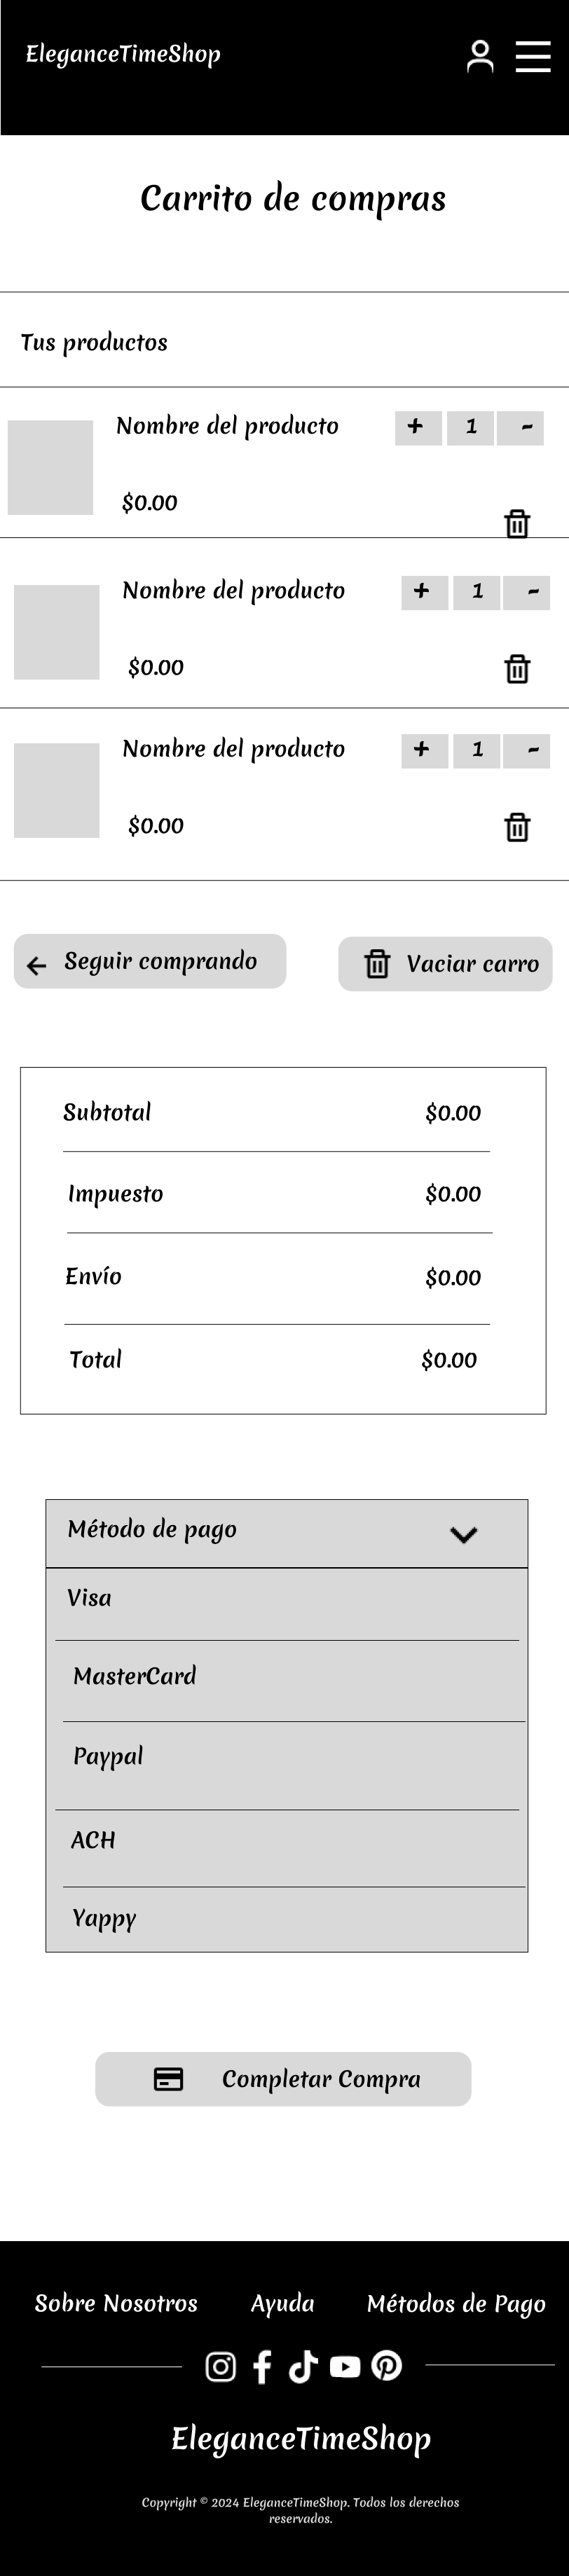 EleganceTimeShop
Carrito de compras
Tus productos
Nombre del producto
+ 1 -
$0.00
Nombre del producto
+ 1 -
$0.00
Nombre del producto
+ 1 -
$0.00
Seguir comprando
Vaciar carro
Subtotal $0.00
Impuesto $0.00
Envío $0.00
Total $0.00
Método de pago
Visa
MasterCard
Paypal
ACH
Yappy
Completar Compra
Sobre Nosotros Ayuda Métodos de Pago
EleganceTimeShop
Copyright © 2024 EleganceTimeShop. Todos los derechos
reservados.